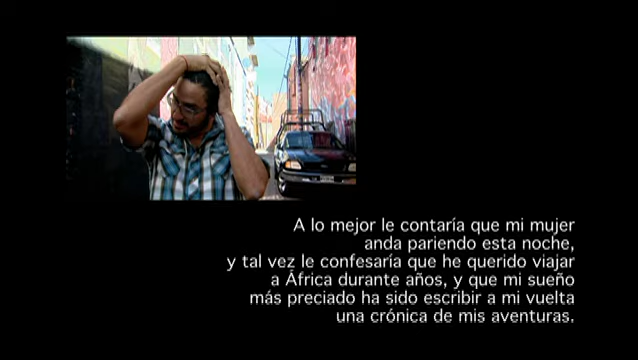 A lo mejor le contaría que mi mujer
anda pariendo esta noche,
y tal vez le confesaría que he querido viajar
a África durante años, y que mi sueño
más preciado ha sido escribir a mi vuelta
una crónica de mis aventuras.